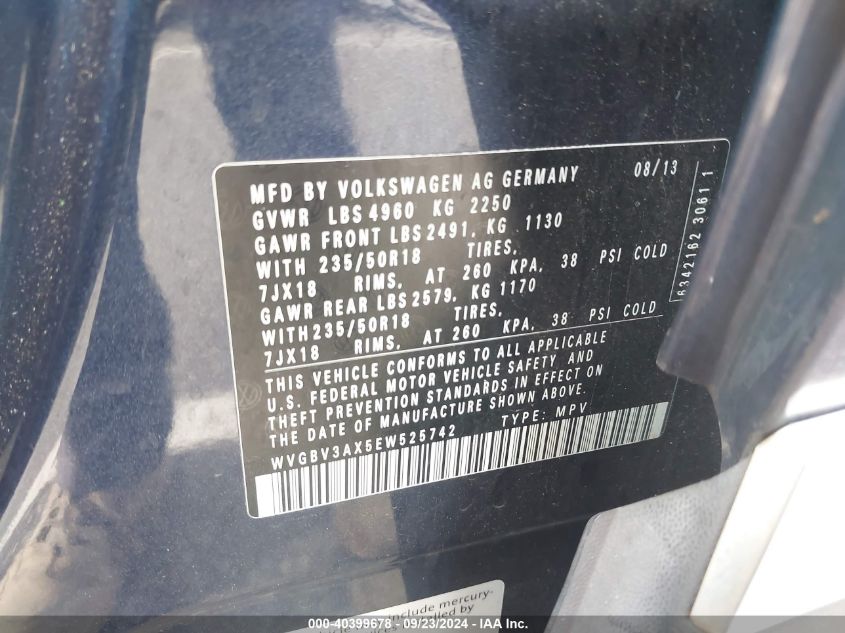 MFD BY VOLKSWAGEN AG GERMANY 08/13
GVWR LBS 4960 KG 2250
GAWR FRONT LBS 2491, KG 1130
WITH 235/50R18 TIRES,
7JX18 RIMS, AT 260 KPA, 38 PSI COLD
GAWR REAR LBS 2579, KG 1170
WITH 235/50R18 TIRES,
7JX18 RIMS, AT 260 KPA, 38 PSI COLD
THIS VEHICLE CONFORMS TO ALL APPLICABLE
U.S. FEDERAL MOTOR VEHICLE SAFETY AND
THEFT PREVENTION STANDARDS IN EFFECT ON
THE DATE OF MANUFACTURE SHOWN ABOVE.
WVGBV3AX5EW525742 TYPE: MPV
6342162 3061 1
include mercury-
by
000-40399678 - 09/23/2024 - IAA Inc.